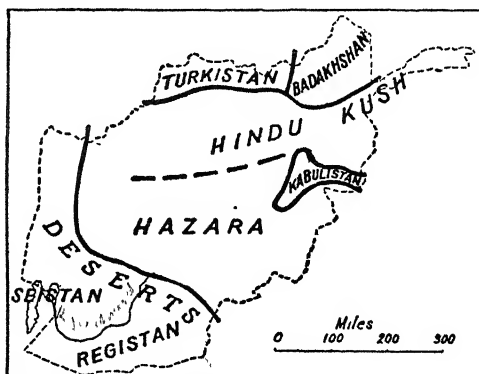 TURKISTAN
BADAKHSHAN
HINDU KUSH
KABULISTAN
HAZARA
DESERTS
SEISTAN
REGISTAN
Miles
0 100 200 300